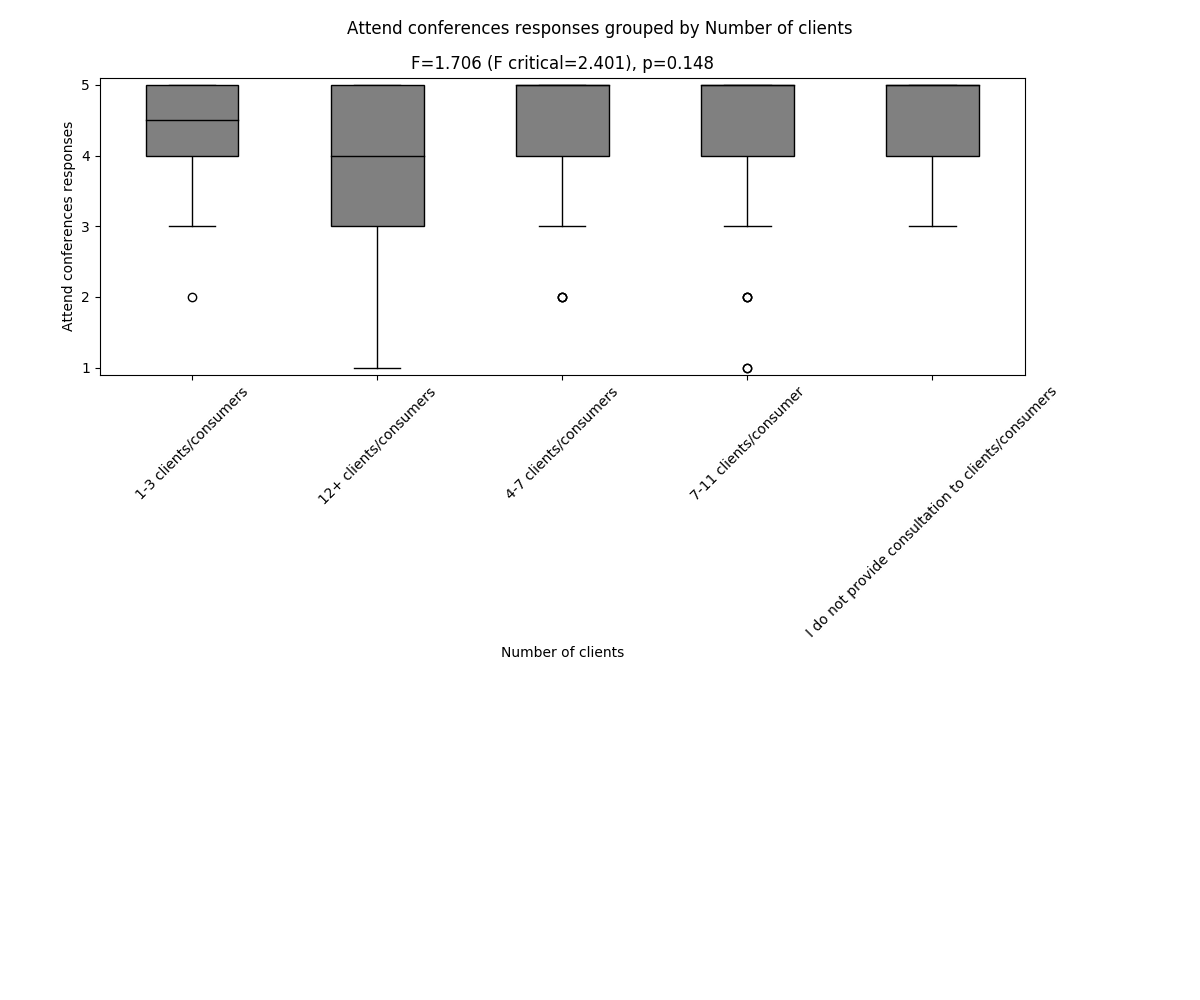 Attend conferences responses grouped by Number of clients
F=1.706 (F critical=2.401), p=0.148
Attend conferences responses
5
4
3
2
1
1-3 clients/consumers
12+ clients/consumers
4-7 clients/consumers
7-11 clients/consumer
I do not provide consultation to clients/consumers
Number of clients